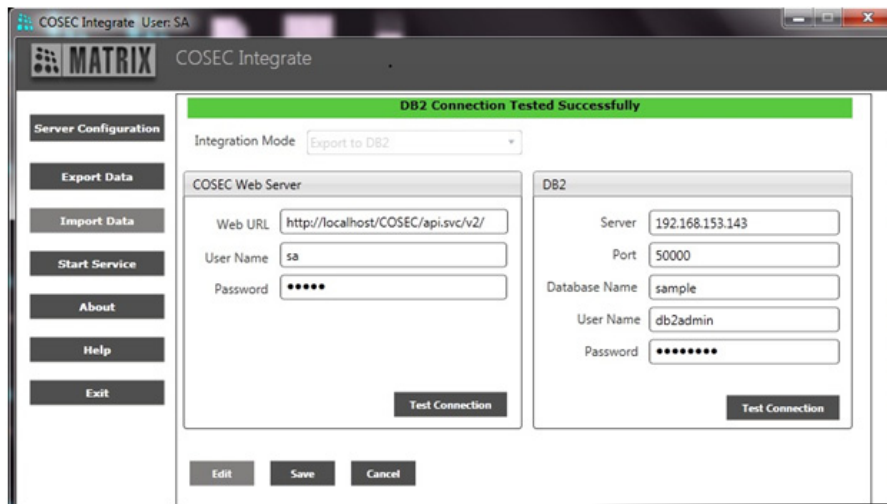 COSEC Integrate User: SA
MATRIX COSEC Integrate
DB2 Connection Tested Successfully
Server Configuration
Export Data
Import Data
Start Service
About
Help
Exit
Integration Mode Export to DB2
COSEC Web Server
Web URL http://localhost/COSEC/api.svc/v2/
User Name sa
Password •••••
Test Connection
DB2
Server 192.168.153.143
Port 50000
Database Name sample
User Name db2admin
Password ••••••••
Test Connection
Edit Save Cancel